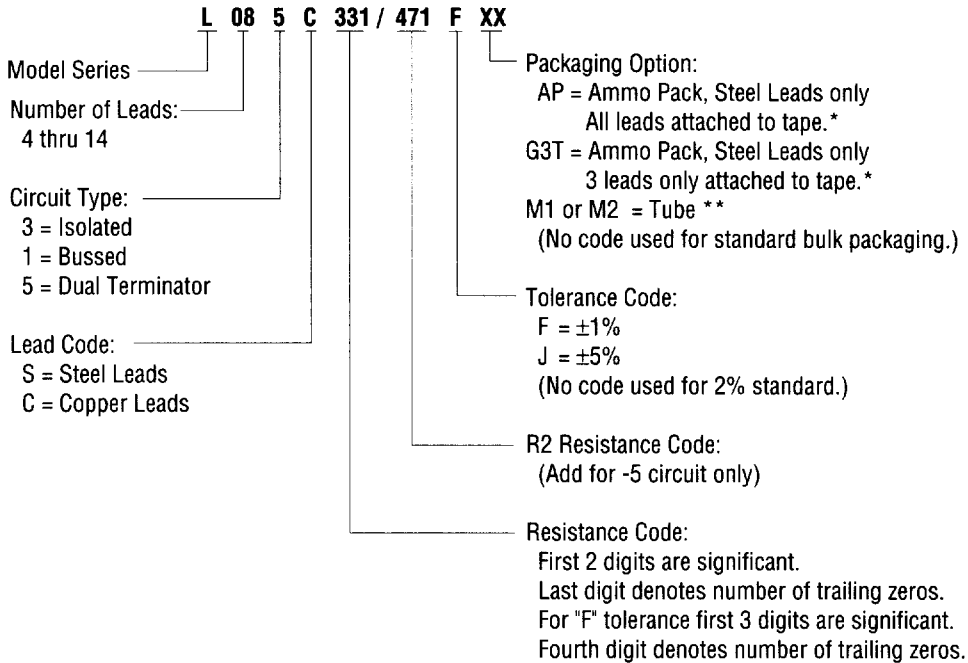 L 08 5 C 331 / 471 F XX
Model Series
Number of Leads:
4 thru 14
Circuit Type:
3 = Isolated
1 = Bussed
5 = Dual Terminator
Lead Code:
S = Steel Leads
C = Copper Leads
Packaging Option:
AP = Ammo Pack, Steel Leads only
All leads attached to tape.*
G3T = Ammo Pack, Steel Leads only
3 leads only attached to tape.*
M1 or M2 = Tube **
(No code used for standard bulk packaging.)
Tolerance Code:
F = ±1%
J = ±5%
(No code used for 2% standard.)
R2 Resistance Code:
(Add for -5 circuit only)
Resistance Code:
First 2 digits are significant.
Last digit denotes number of trailing zeros.
For "F" tolerance first 3 digits are significant.
Fourth digit denotes number of trailing zeros.